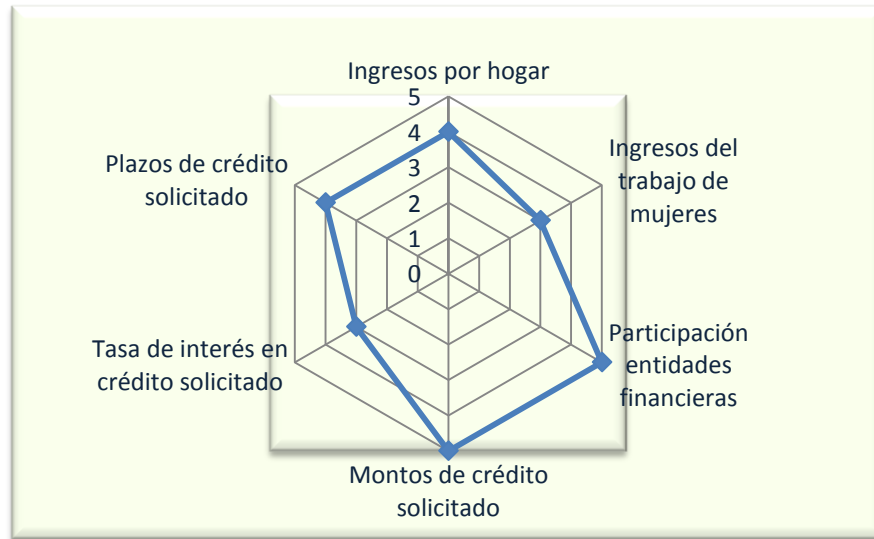 Ingresos por hogar
5
4
3
2
1
0
Ingresos del
trabajo de
mujeres
Participación
entidades
financieras
Montos de crédito
solicitado
Tasa de interés en
crédito solicitado
Plazos de crédito
solicitado